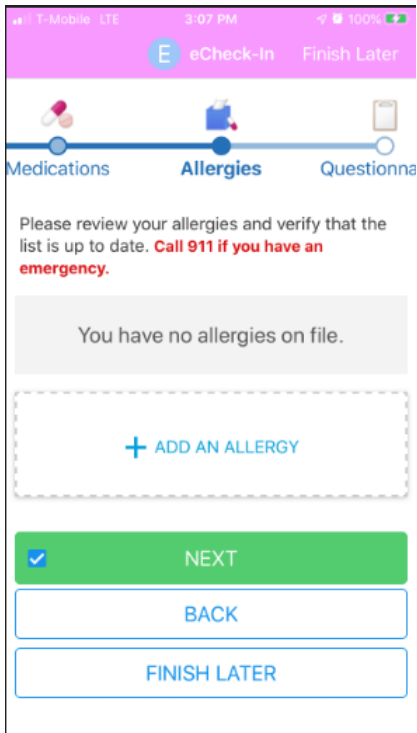 T-Mobile LTE 3:07 PM 100%
E eCheck-In Finish Later
Medications Allergies Questionna
Please review your allergies and verify that the
list is up to date. Call 911 if you have an
emergency.
You have no allergies on file.
+ ADD AN ALLERGY
NEXT
BACK
FINISH LATER